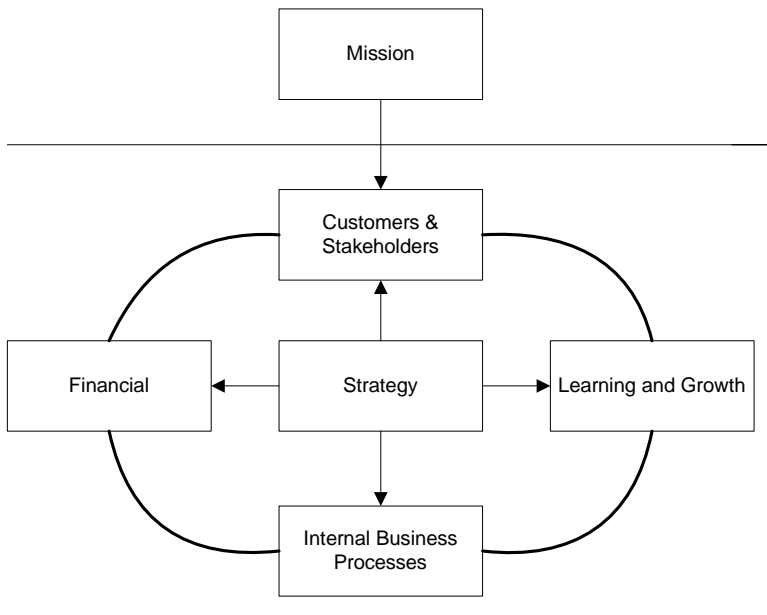 Mission
Customers &
Stakeholders
Financial
Strategy
Learning and Growth
Internal Business
Processes